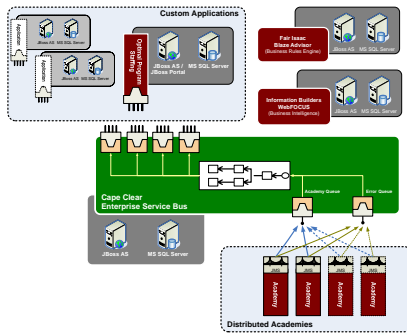 Custom Applications
Application
JBoss AS
MS SQL Server
Application
JBoss AS
MS SQL Server
Optimal Program
Staffing
JBoss AS /
JBoss Portal
MS SQL Server
Fair Issac
Blaze Advisor
(Business Rules Engine)
JBoss AS
MS SQL Server
Information Builders
WebFOCUS
(Business Intelligence)
JBoss AS
MS SQL Server
Cape Clear
Enterprise Service Bus
Academy Queue
Error Queue
JBoss AS
MS SQL Server
JMS
JMS
JMS
JMS
Academy
Academy
Academy
Academy
Distributed Academies